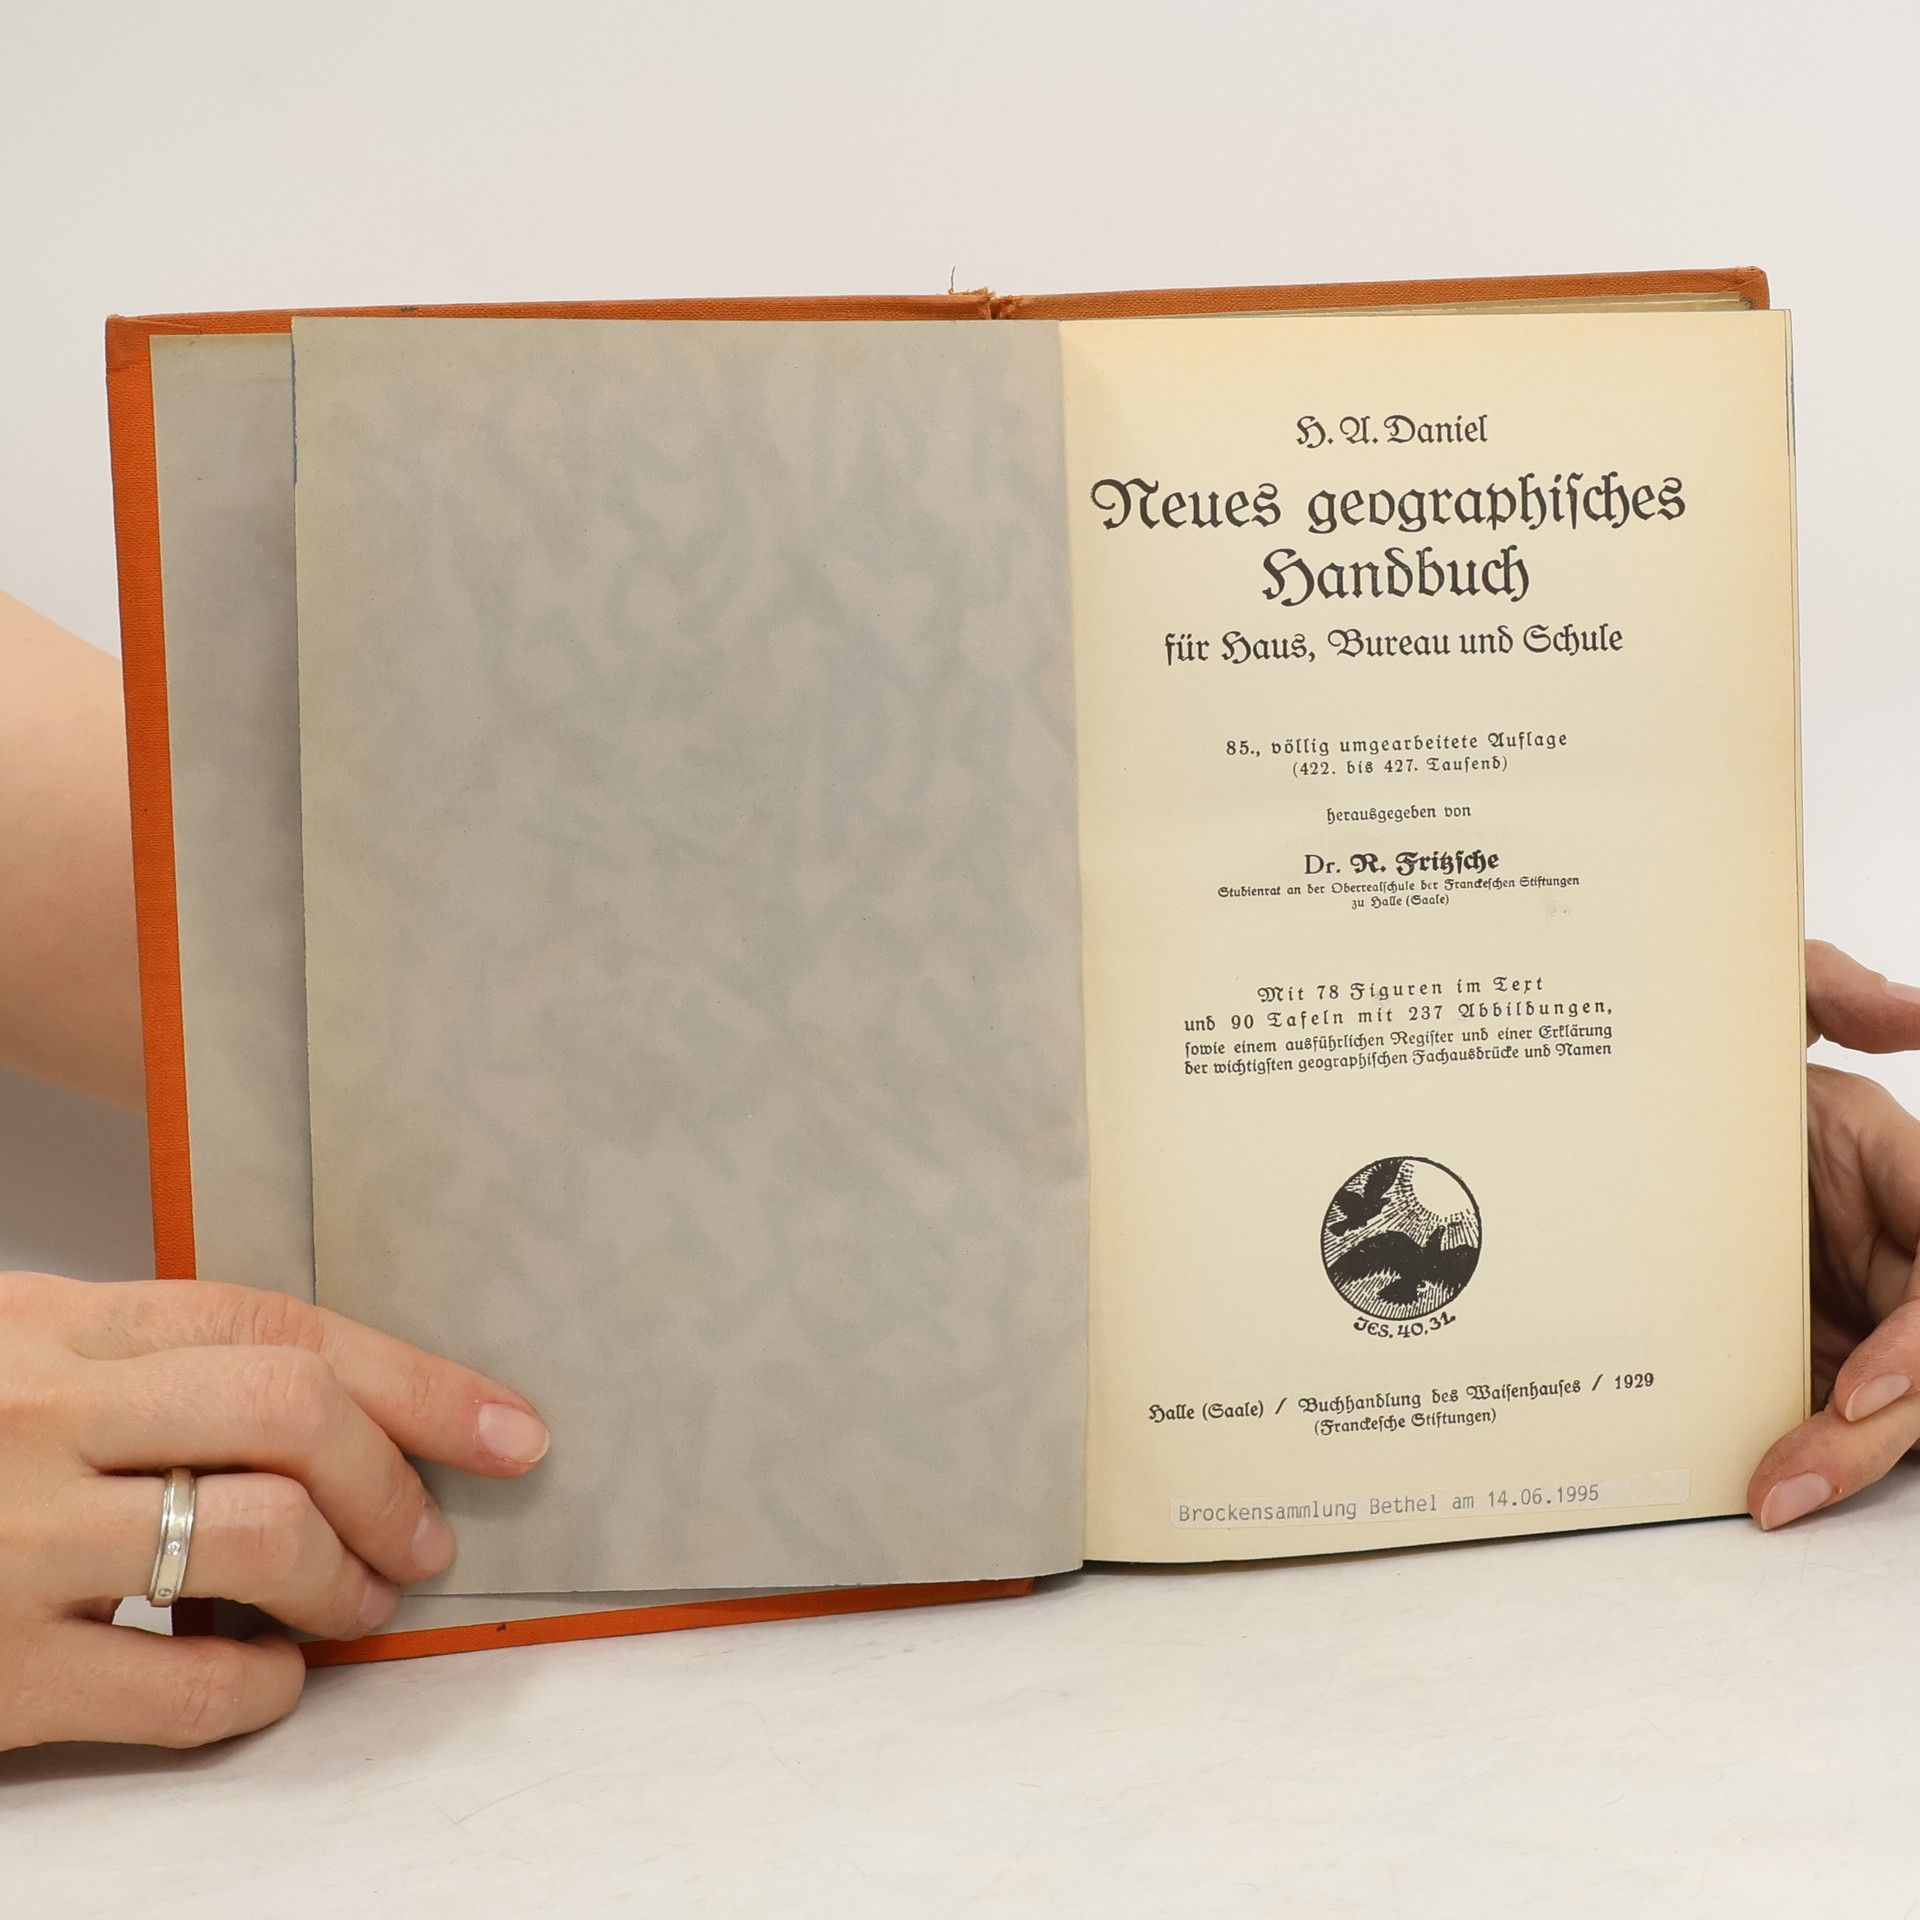 H. A. Daniel
Neues geographiſches
Handbuch
für Haus, Bureau und Schule
85., völlig umgearbeitete Auflage
(422. bis 427. Tauſend)
herausgegeben von
Dr. R. Fritzſche
Studienrat an der Oberrealſchule der Franckeſchen Stiftungen
zu Halle (Saale)
Mit 78 Figuren im Text
und 90 Tafeln mit 237 Abbildungen,
ſowie einem ausführlichen Regiſter und einer Erklärung
der wichtigſten geographiſchen Fachausdrücke und Namen
JES. 40,31
Halle (Saale) / Buchhandlung des Waiſenhauſes / 1929
(Franckeſche Stiftungen)
Brockensammlung Bethel am 14.06.1995